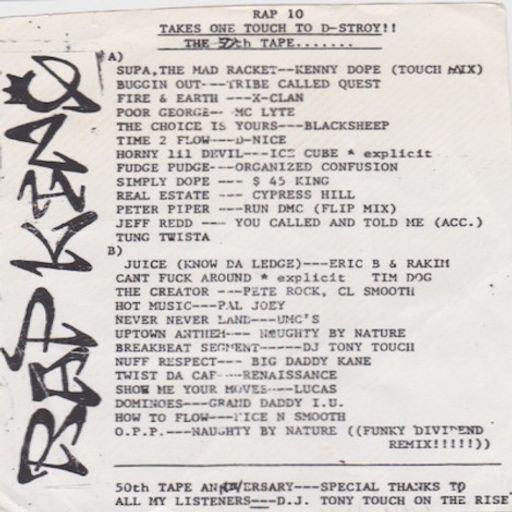 RAP KING
RAP 10
TAKES ONE TOUCH TO D-STROY!!
THE 50th TAPE.......
A)
SUPA,THE MAD RACKET--KENNY DOPE (TOUCH MIX)
BUGGIN OUT---TRIBE CALLED QUEST
FIRE & EARTH ---X-CLAN
POOR GEORGE-- MC LYTE
THE CHOICE IS YOURS---BLACKSHEEP
TIME 2 FLOW---D-NICE
HORNY lil DEVIL---ICE CUBE * explicit
FUDGE PUDGE---ORGANIZED CONFUSION
SIMPLY DOPE --- $ 45 KING
REAL ESTATE --- CYPRESS HILL
PETER PIPER ---RUN DMC (FLIP MIX)
JEFF REDD --- YOU CALLED AND TOLD ME (ACC.)
TUNG TWISTA
B)
JUICE (KNOW DA LEDGE)---ERIC B & RAKIM
CANT FUCK AROUND * explicit TIM DOG
THE CREATOR ---PETE ROCK, CL SMOOTH
HOT MUSIC---PAL JOEY
NEVER NEVER LAND---UMC'S
UPTOWN ANTHEM--- NAUGHTY BY NATURE
BREAKBEAT SEGMENT------DJ TONY TOUCH
NUFF RESPECT--- BIG DADDY KANE
TWIST DA CAF----RENAISSANCE
SHOW ME YOUR MOVES---LUCAS
DOMINOES---GRAND DADDY I.U.
HOW TO FLOW---NICE N SMOOTH
O.P.P.---NAUGHTY BY NATURE ((FUNKY DIVIDEND
REMIX!!!!!))
50th TAPE ANNIVERSARY---SPECIAL THANKS TO
ALL MY LISTENERS---D.J. TONY TOUCH ON THE RISE